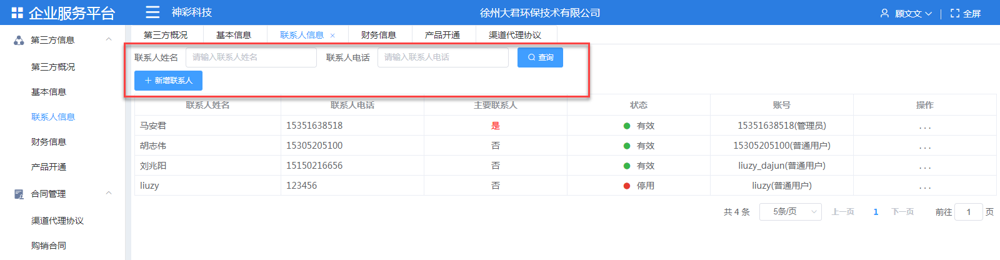 企业服务平台 神彩科技 徐州大君环保技术有限公司 顾文文 全屏
第三方信息
第三方概况
基本信息
联系人信息
财务信息
产品开通
合同管理
渠道代理协议
购销合同
第三方概况 基本信息 联系人信息 × 财务信息 产品开通 渠道代理协议
联系人姓名 请输入联系人姓名 联系人电话 请输入联系人电话 查询
+ 新增联系人
联系人姓名 联系人电话 主要联系人 状态 账号 操作
马安君 15351638518 是 有效 15351638518(管理员) ...
胡志伟 15305205100 否 有效 15305205100(普通用户) ...
刘兆阳 15150216656 否 有效 liuzy_dajun(普通用户) ...
liuzy 123456 否 停用 liuzy(普通用户) ...
共 4 条 5条/页 上一页 1 下一页 前往 1 页